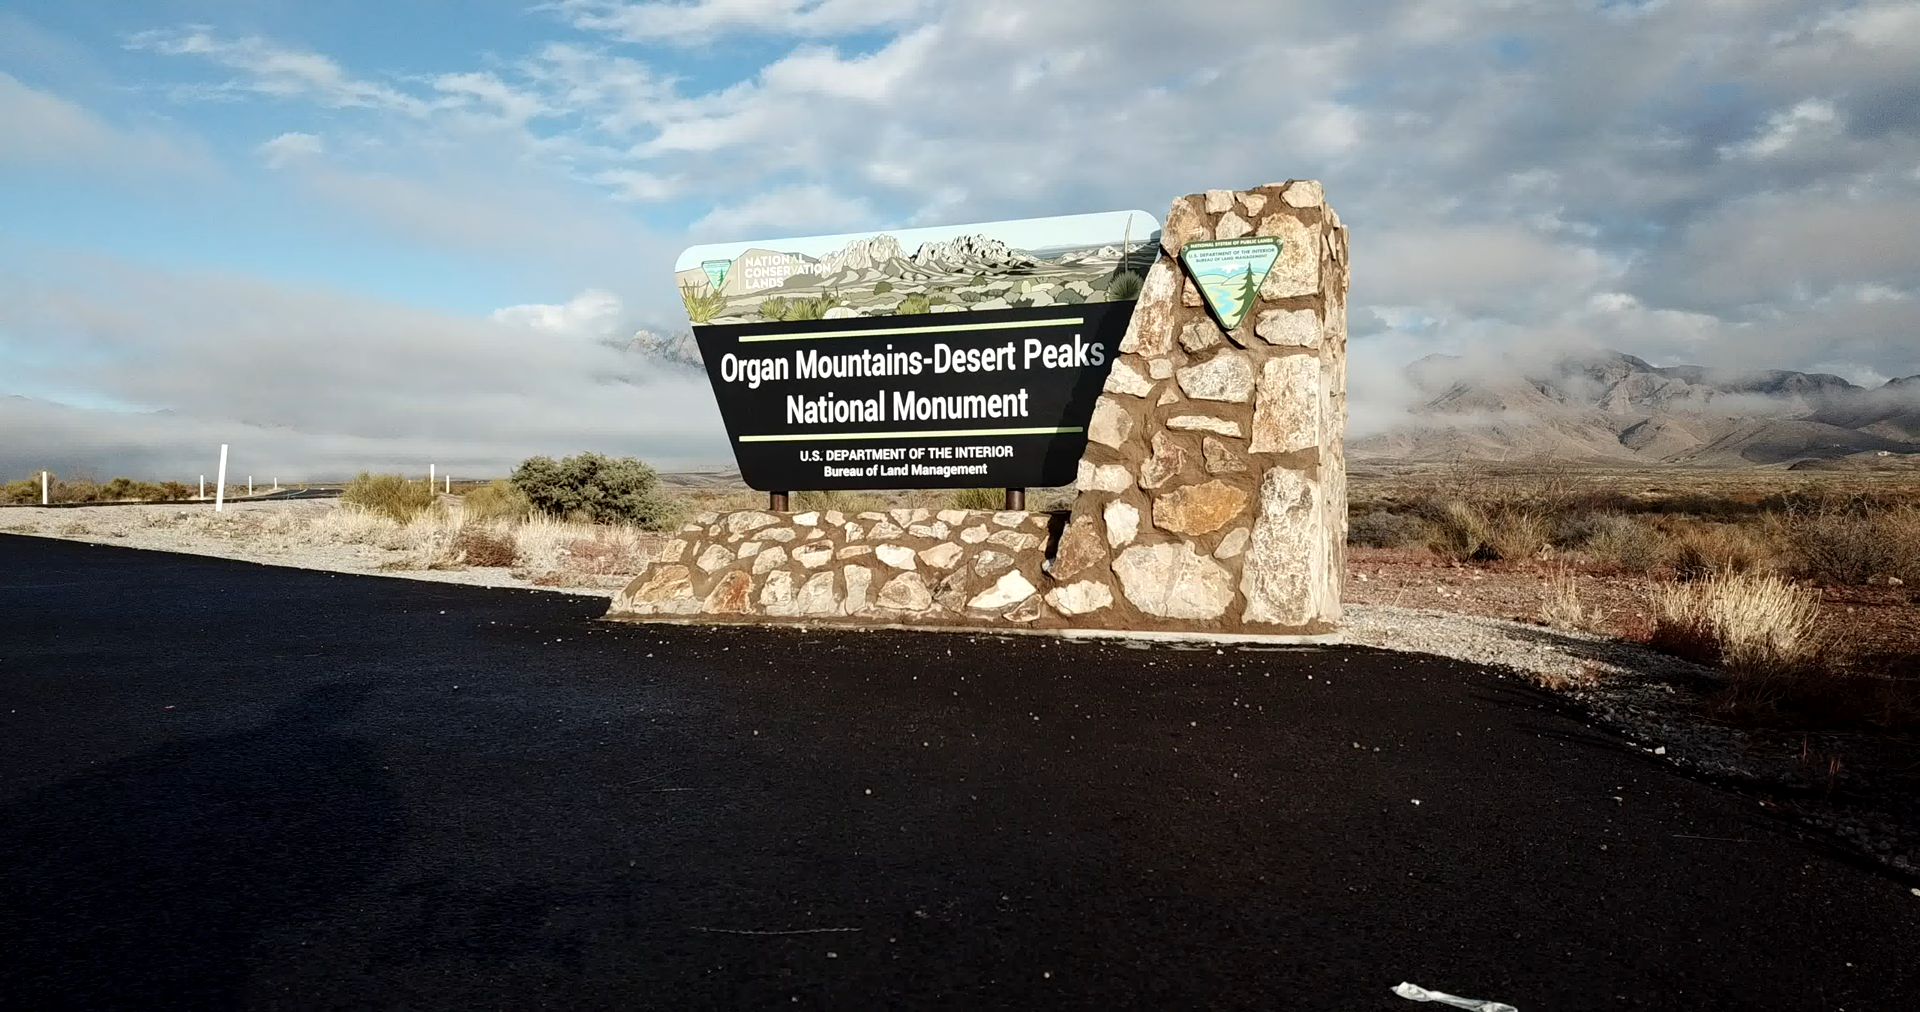 NATIONAL
CONSERVATION
LANDS
Organ Mountains-Desert Peaks
National Monument
U.S. DEPARTMENT OF THE INTERIOR
Bureau of Land Management
NATIONAL SYSTEM OF PUBLIC LANDS
U.S. DEPARTMENT OF THE INTERIOR
BUREAU OF LAND MANAGEMENT